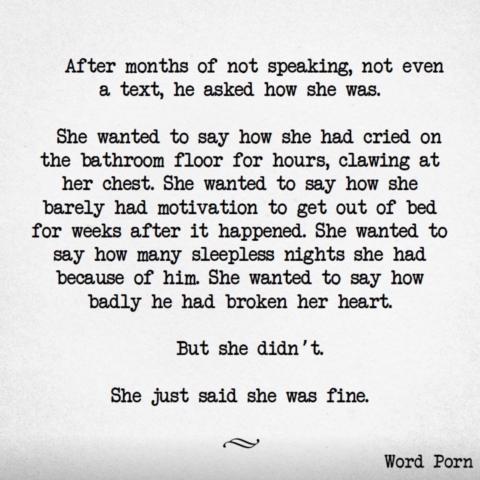 After months of not speaking, not even
a text, he asked how she was.
She wanted to say how she had cried on
the bathroom floor for hours, clawing at
her chest. She wanted to say how she
barely had motivation to get out of bed
for weeks after it happened. She wanted to
say how many sleepless nights she had
because of him. She wanted to say how
badly he had broken her heart.
But she didn't.
She just said she was fine.
Word Porn